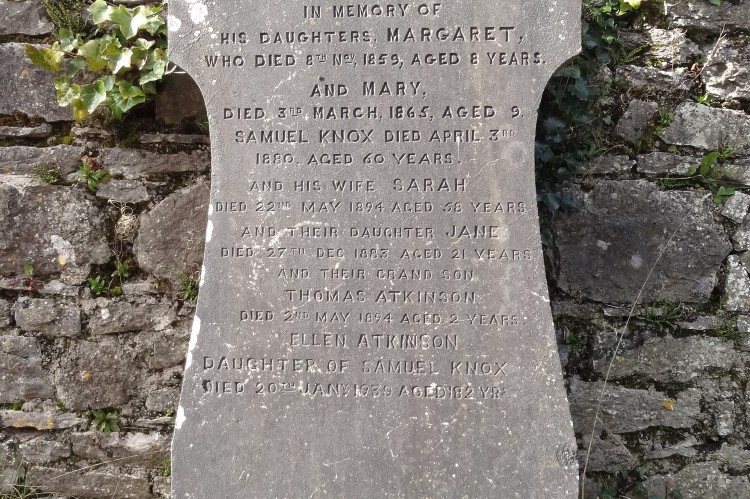 IN MEMORY OF
HIS DAUGHTERS, MARGARET,
WHO DIED 8TH NOV, 1859, AGED 8 YEARS.
AND MARY,
DIED 3RD MARCH, 1865, AGED 9.
SAMUEL KNOX DIED APRIL 3RD
1880. AGED 60 YEARS.
AND HIS WIFE SARAH
DIED 22ND MAY 1894 AGED 68 YEARS
AND THEIR DAUGHTER JANE
DIED 27TH DEC 1883 AGED 21 YEARS
AND THEIR GRAND SON
THOMAS ATKINSON
DIED 2ND MAY 1894 AGED 2 YEARS.
ELLEN ATKINSON
DAUGHTER OF SAMUEL KNOX
DIED 20TH JANY 1939 AGED 82 YRS